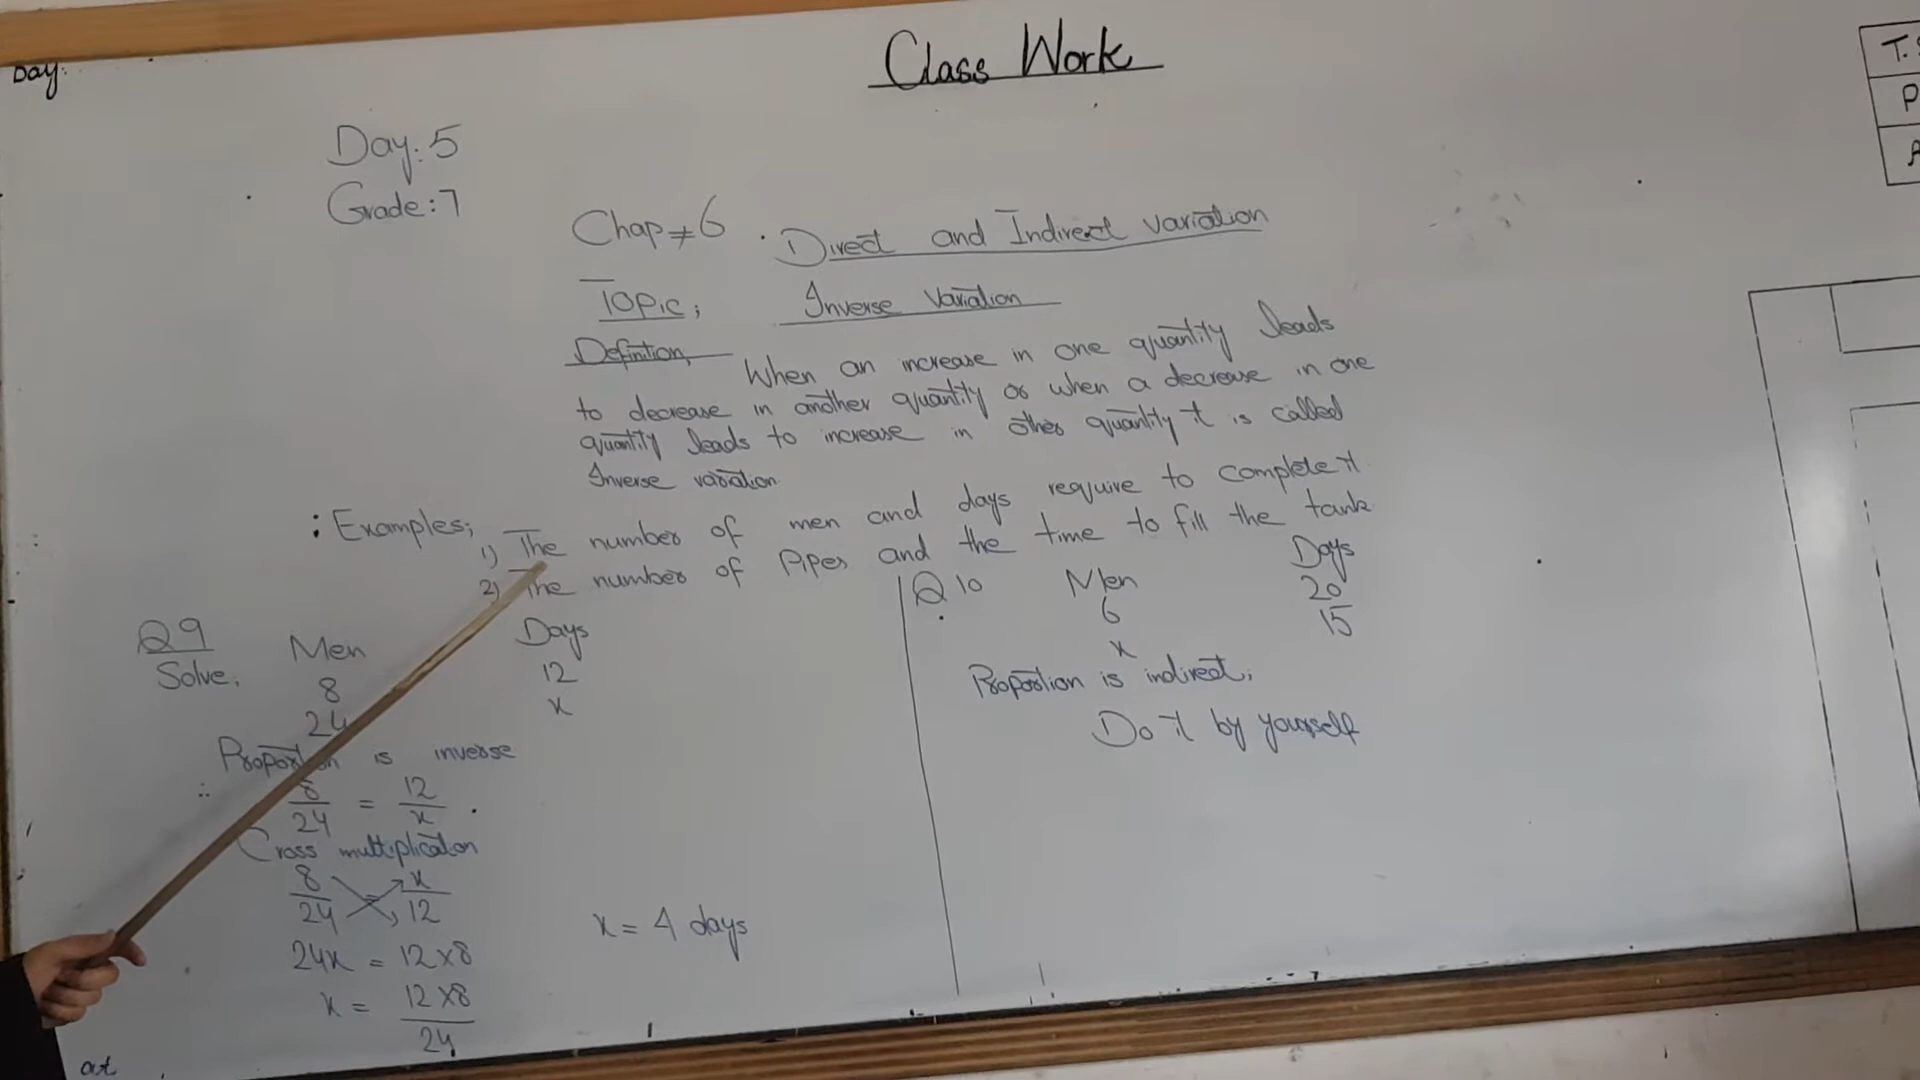 Class Work
Day:
T.
P
A
Day: 5
Grade: 7
Chap # 6 . Direct and Indirect variation
Topic; Inverse variation
Definition, When an increase in one quantity leads
to decrease in another quantity or when a decrease in one
quantity leads to increase in other quantity it is called
Inverse variation
: Examples;
1) The number of men and days require to complete it
2) The number of Pipes and the time to fill the tank
Q9
Solve.
Men Days
8 12
24 x
Proportion is inverse
∴ 8/24 = 12/x .
Cross multiplication
8/24 = x/12
24x = 12x8
x = 12x8/24
x = 4 days
Q 10 Men Days
6 20
x 15
Proportion is indirect;
Do it by yourself
at